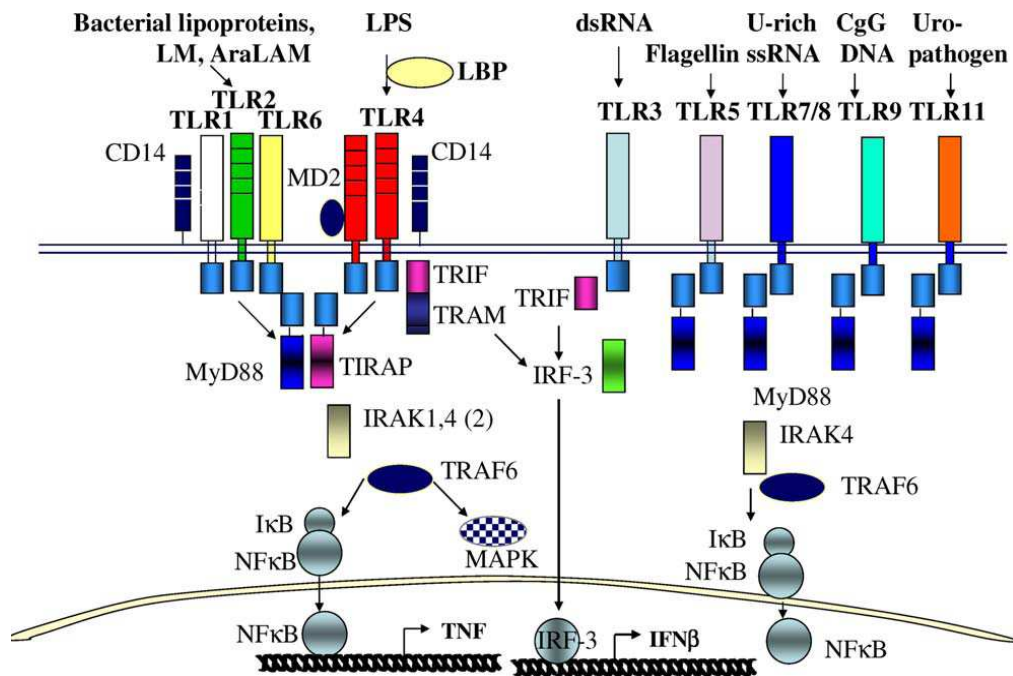 Bacterial lipoproteins,
LM, AraLAM
LPS
LBP
dsRNA
Flagellin
U-rich
ssRNA
CgG
DNA
Uro-
pathogen
TLR2
TLR1
TLR6
TLR4
TLR3
TLR5
TLR7/8
TLR9
TLR11
CD14
MD2
CD14
TRIF
TRAM
TRIF
MyD88
TIRAP
IRF-3
MyD88
IRAK1,4 (2)
IRAK4
TRAF6
TRAF6
IκB
NFκB
MAPK
IκB
NFκB
NFκB
TNF
IRF-3
IFNβ
NFκB